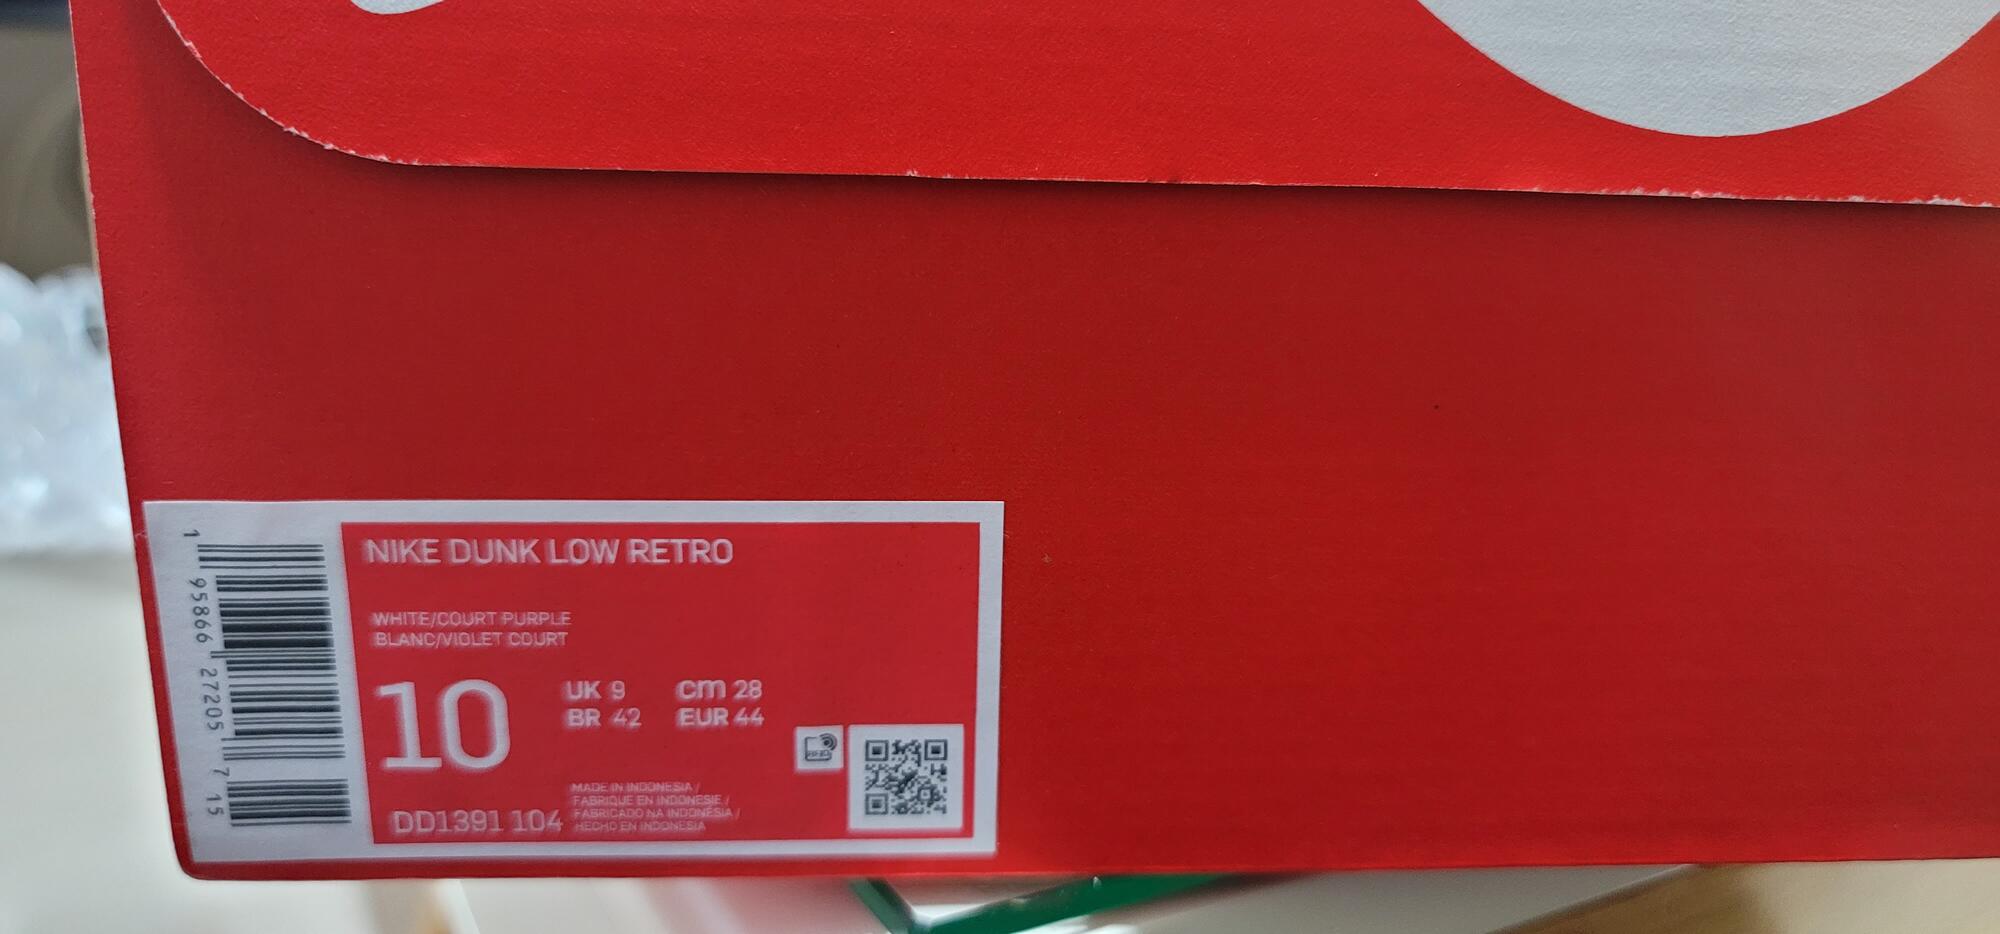 NIKE DUNK LOW RETRO
WHITE/COURT PURPLE
BLANC/VIOLET COURT
10
UK 9 cm 28
BR 42 EUR 44
DD1391 104
MADE IN INDONESIA /
FABRIQUE EN INDONESIE /
FABRICADO NA INDONÉSIA /
HECHO EN INDONESIA
1 95866 27205 7 15